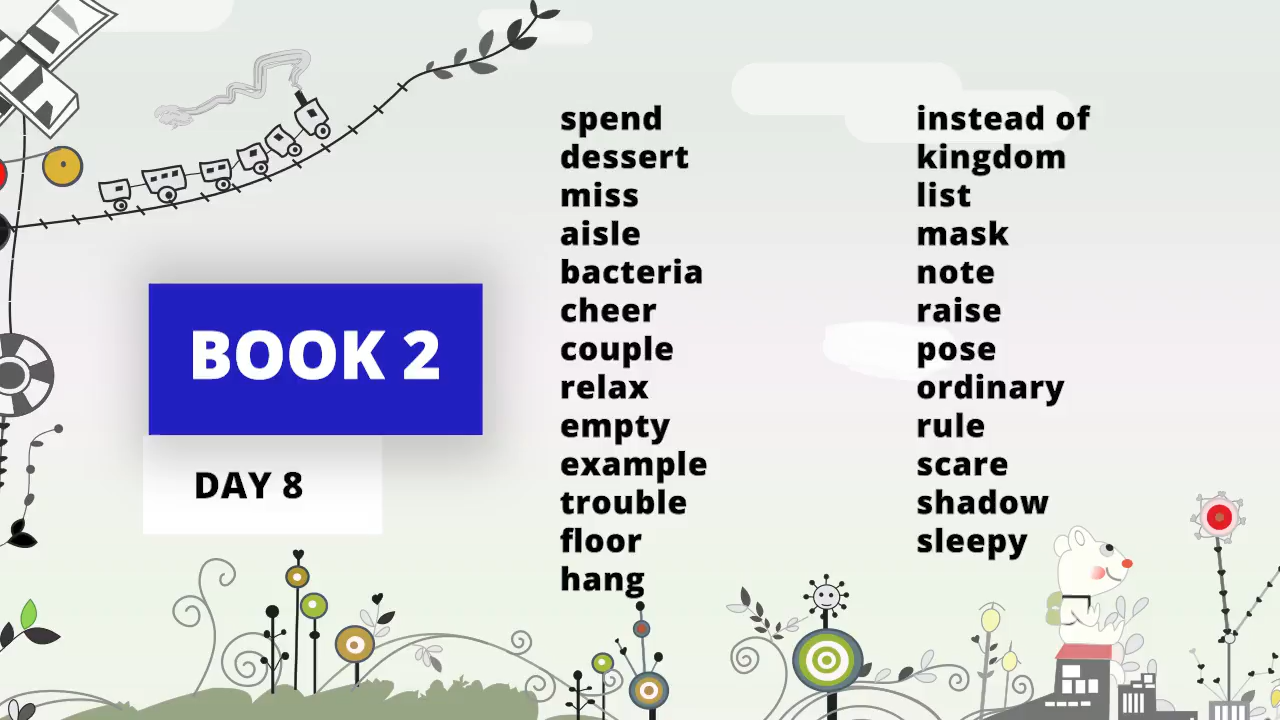 BOOK 2
DAY 8
spend
dessert
miss
aisle
bacteria
cheer
couple
relax
empty
example
trouble
floor
hang
instead of
kingdom
list
mask
note
raise
pose
ordinary
rule
scare
shadow
sleepy